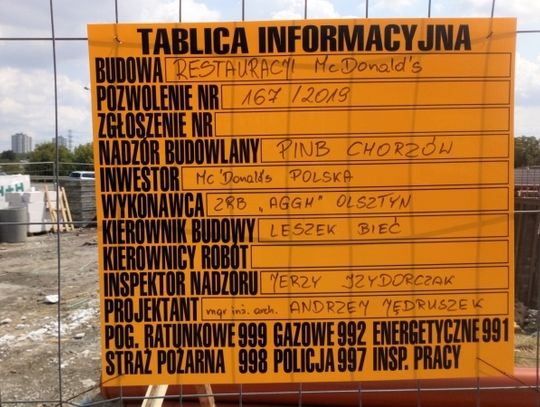 TABLICA INFORMACYJNA
BUDOWA RESTAURACJI McDonald's
POZWOLENIE NR 167/2019
ZGŁOSZENIE NR
NADZÓR BUDOWLANY PINB CHORZÓW
INWESTOR Mc'Donald's POLSKA
WYKONAWCA ZRB „AGGH" OLSZTYN
KIEROWNIK BUDOWY LESZEK BIEĆ
KIEROWNICY ROBÓT
INSPEKTOR NADZORU JERZY IZYDORCZAK
PROJEKTANT mgr inż. arch. ANDRZEJ JĘDRUSZEK
POG. RATUNKOWE 999 GAZOWE 992 ENERGETYCZNE 991
STRAŻ POŻARNA 998 POLICJA 997 INSP. PRACY